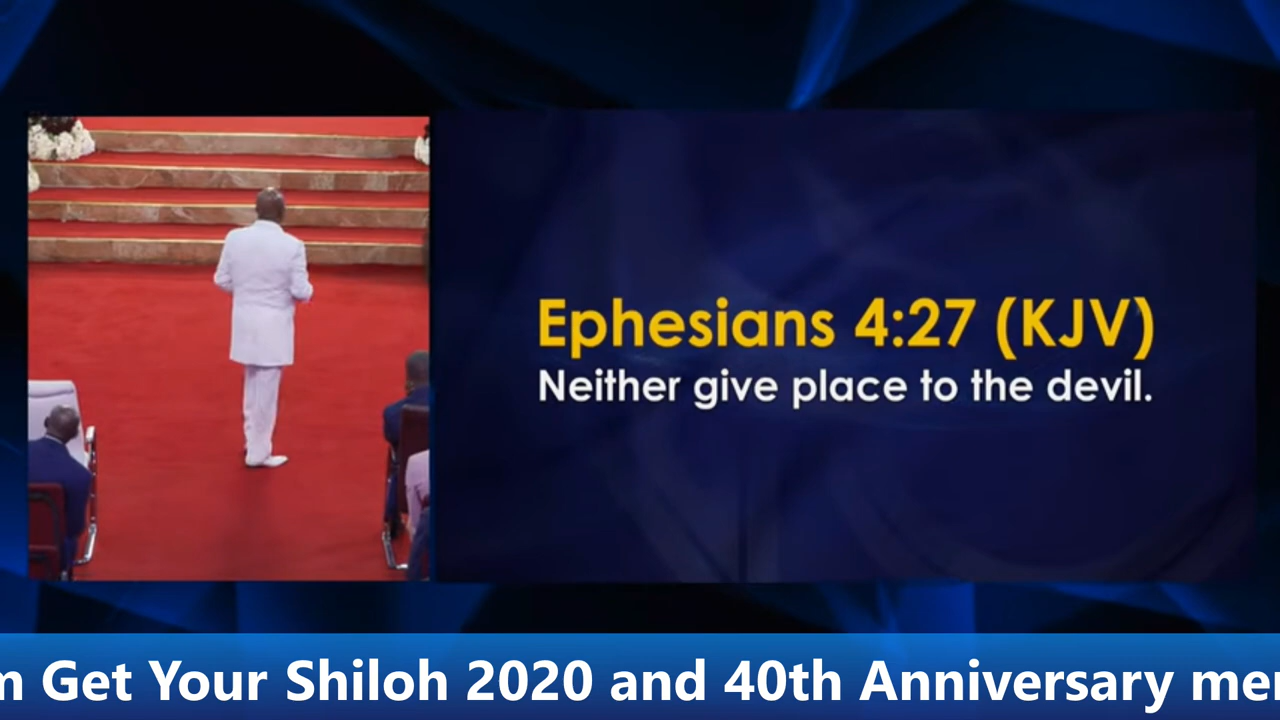 Ephesians 4:27 (KJV)
Neither give place to the devil.
Get Your Shiloh 2020 and 40th Anniversary